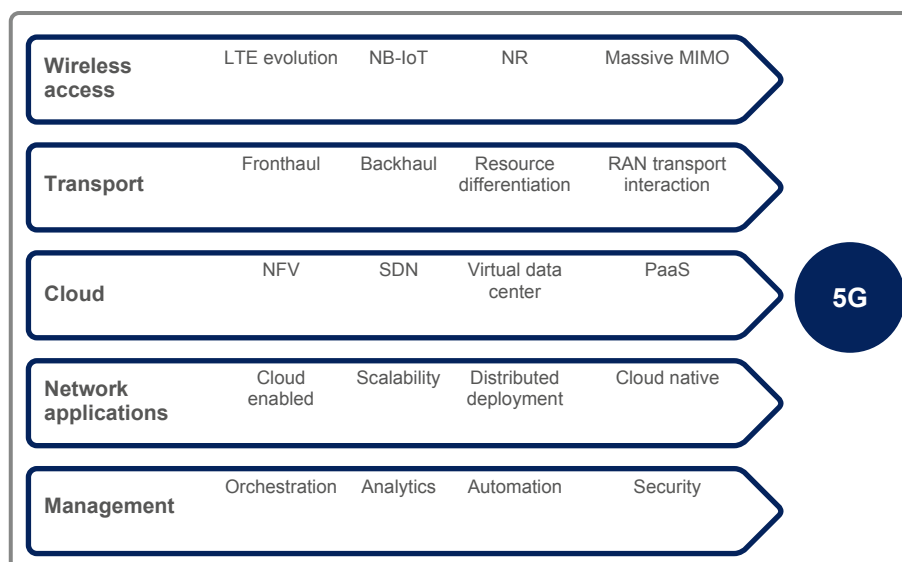 Wireless
access
LTE evolution
NB-IoT
NR
Massive MIMO
Transport
Fronthaul
Backhaul
Resource
differentiation
RAN transport
interaction
Cloud
NFV
SDN
Virtual data
center
PaaS
5G
Network
applications
Cloud
enabled
Scalability
Distributed
deployment
Cloud native
Management
Orchestration
Analytics
Automation
Security